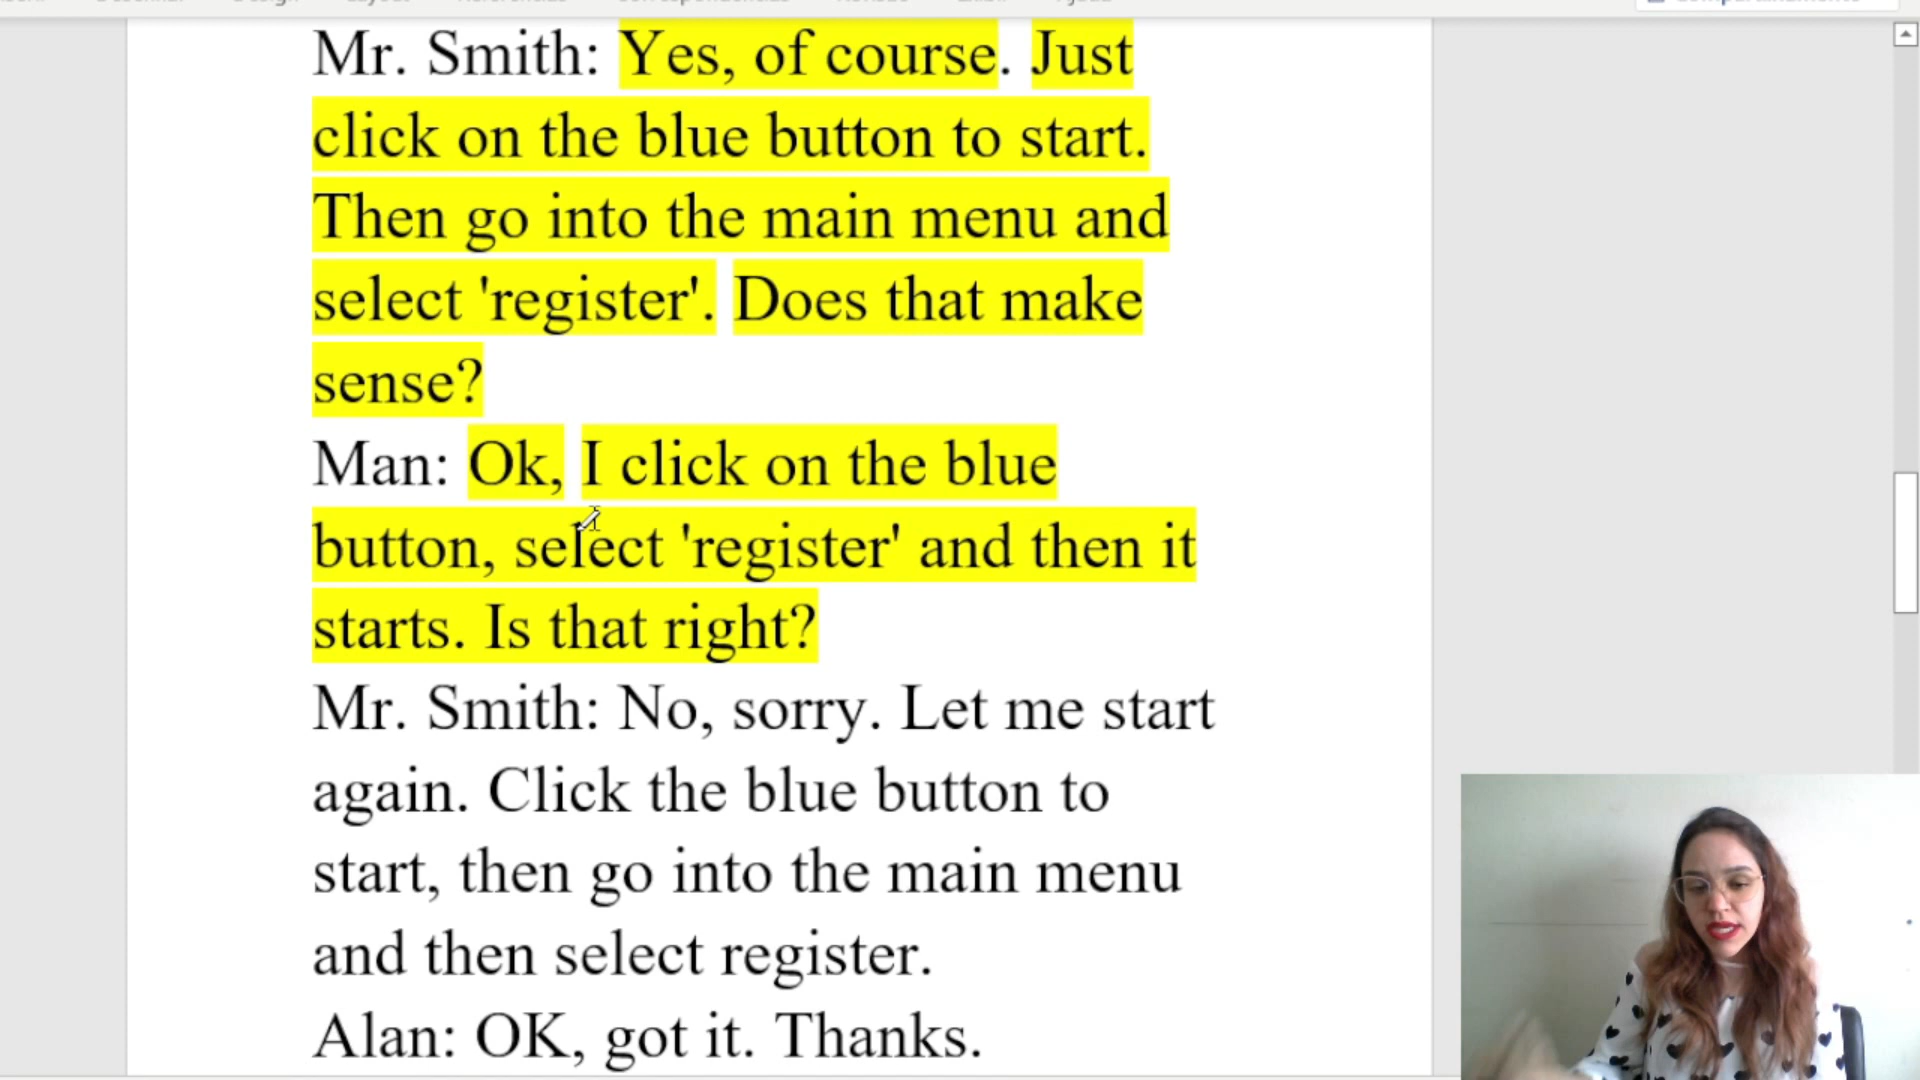 Mr. Smith: Yes, of course. Just
click on the blue button to start.
Then go into the main menu and
select 'register'. Does that make
sense?
Man: Ok, I click on the blue
button, select 'register' and then it
starts. Is that right?
Mr. Smith: No, sorry. Let me start
again. Click the blue button to
start, then go into the main menu
and then select register.
Alan: OK, got it. Thanks.